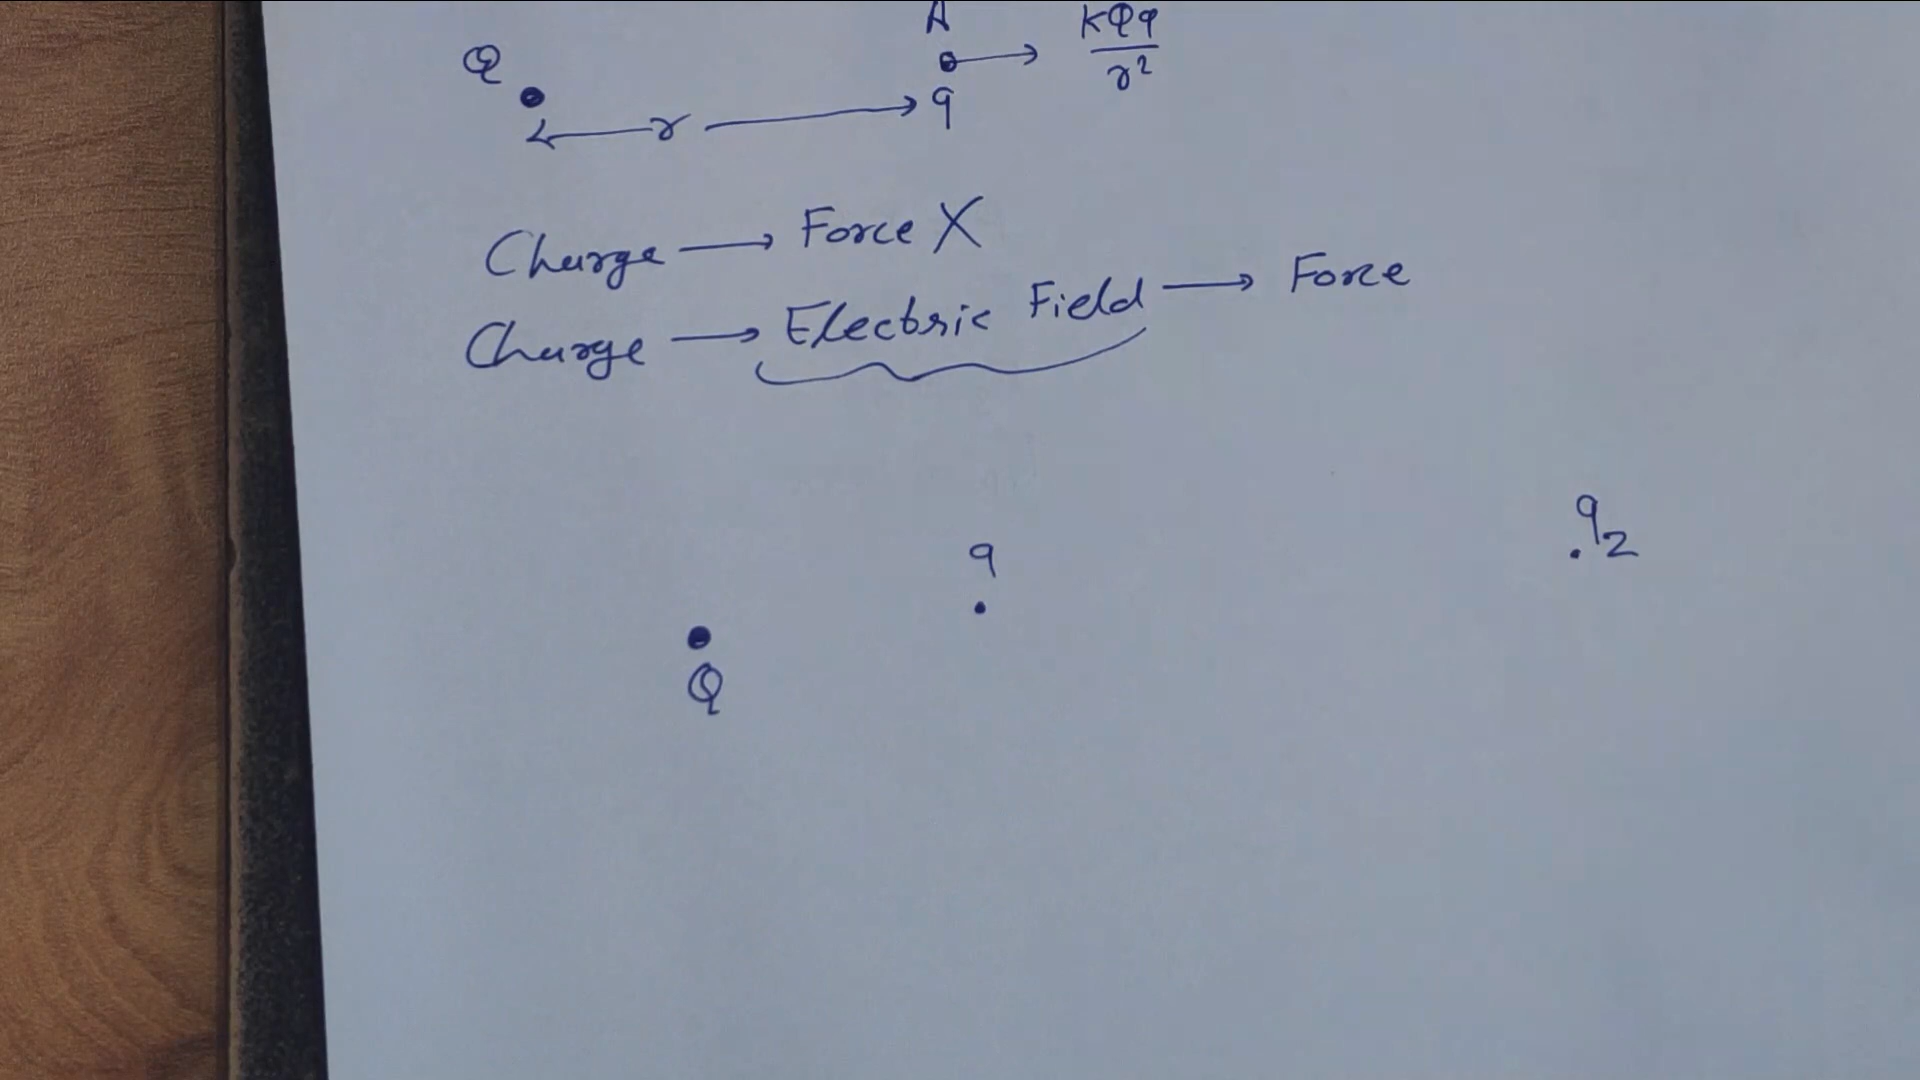 A
Q → kQq/r²
← r → q
Charge → Force X
Charge → Electric Field → Force
q₂
q
Q